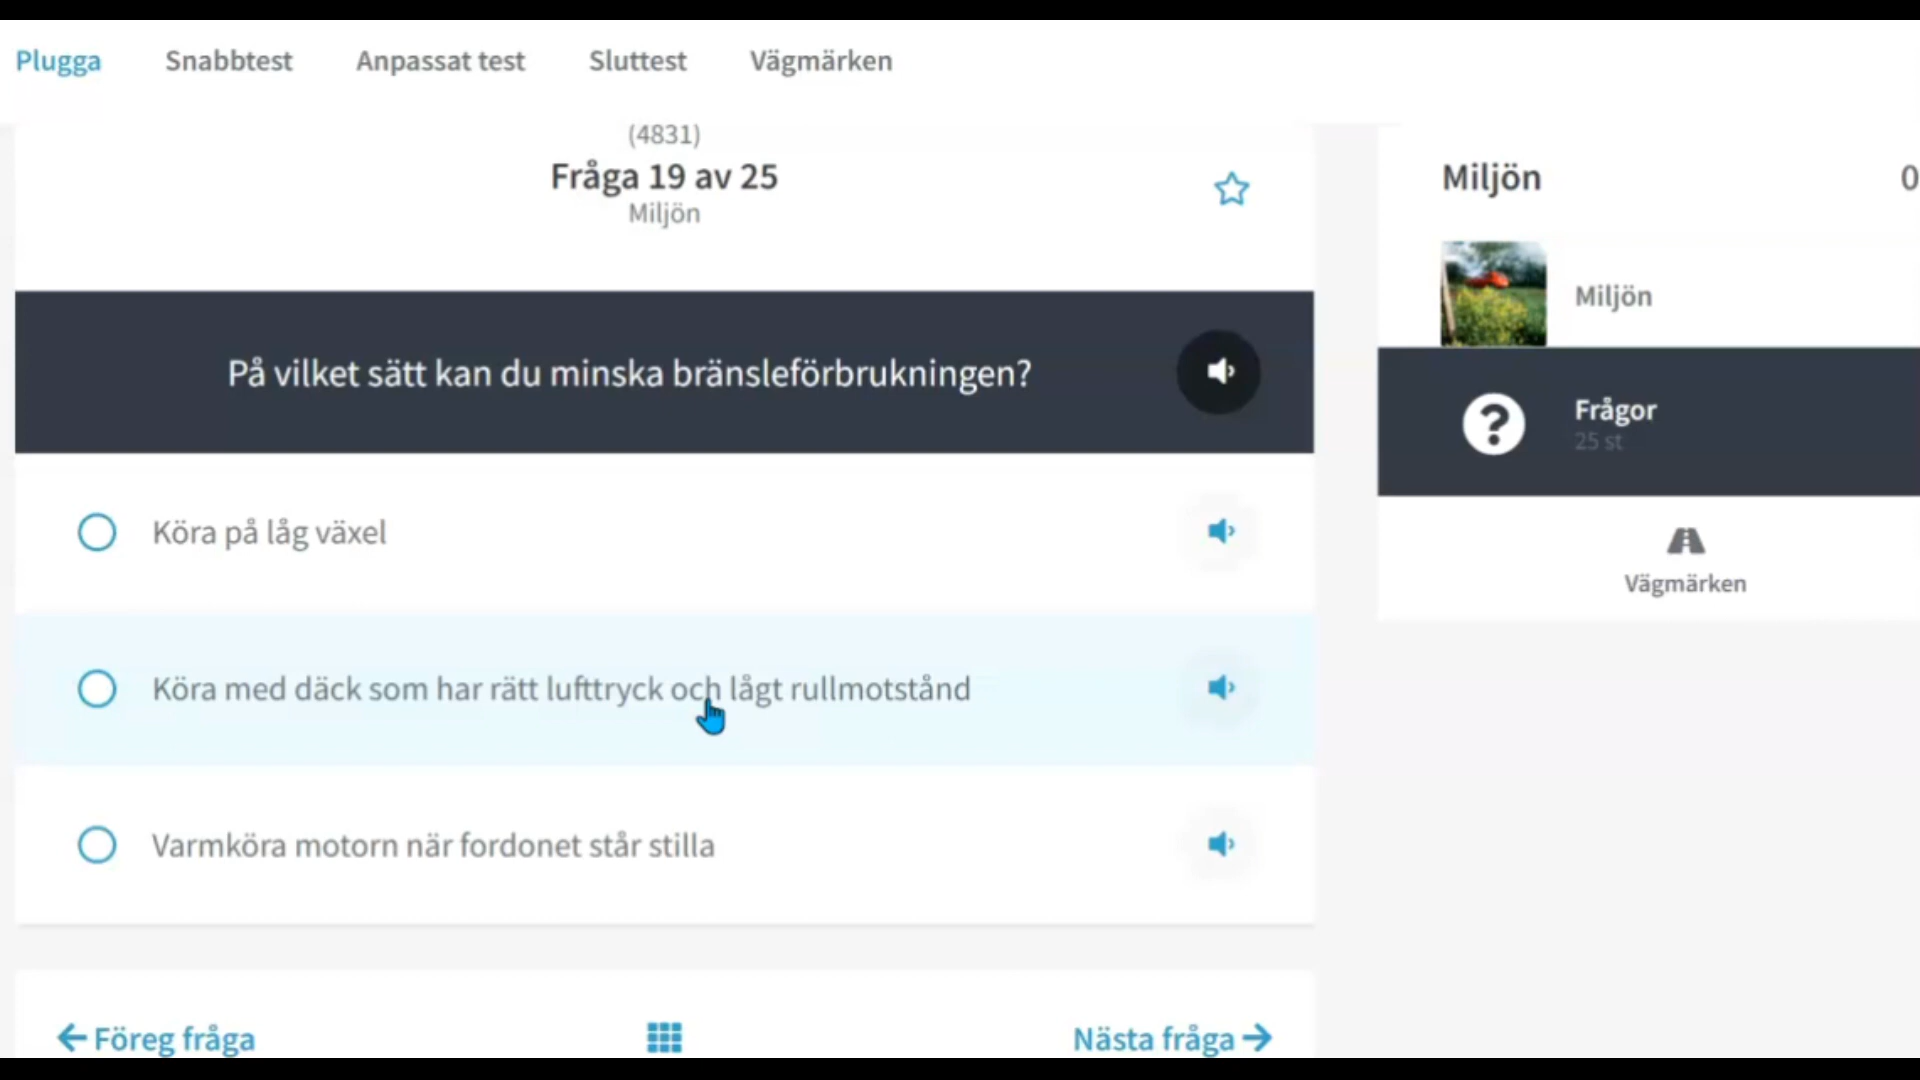 Plugga Snabbtest Anpassat test Sluttest Vägmärken
(4831)
Fråga 19 av 25
Miljön
På vilket sätt kan du minska bränsleförbrukningen?
Köra på låg växel
Köra med däck som har rätt lufttryck och lågt rullmotstånd
Varmköra motorn när fordonet står stilla
Föreg fråga
Nästa fråga
Miljön 0
Miljön
Frågor
25 st
Vägmärken